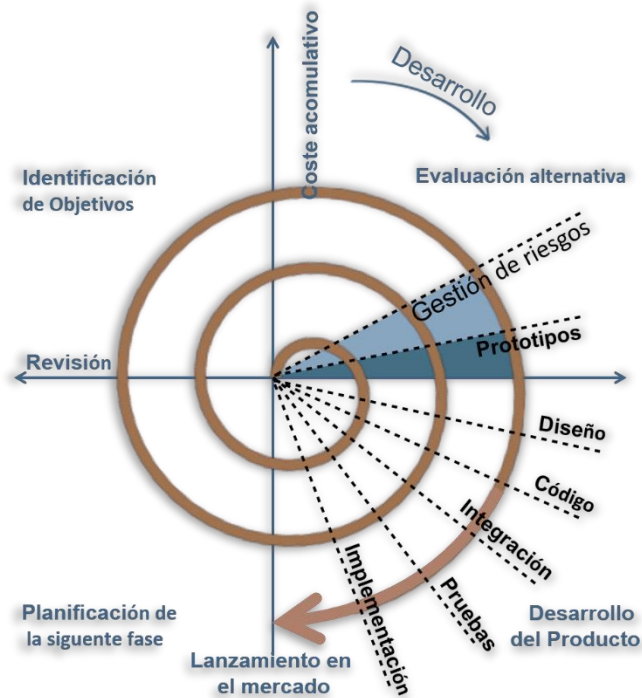 Coste acumulativo
Desarrollo
Identificación
de Objetivos
Evaluación alternativa
Gestión de riesgos
Prototipos
Revisión
Diseño
Código
Integración
Pruebas
Implementación
Planificación de
la siguente fase
Lanzamiento en
el mercado
Desarrollo
del Producto